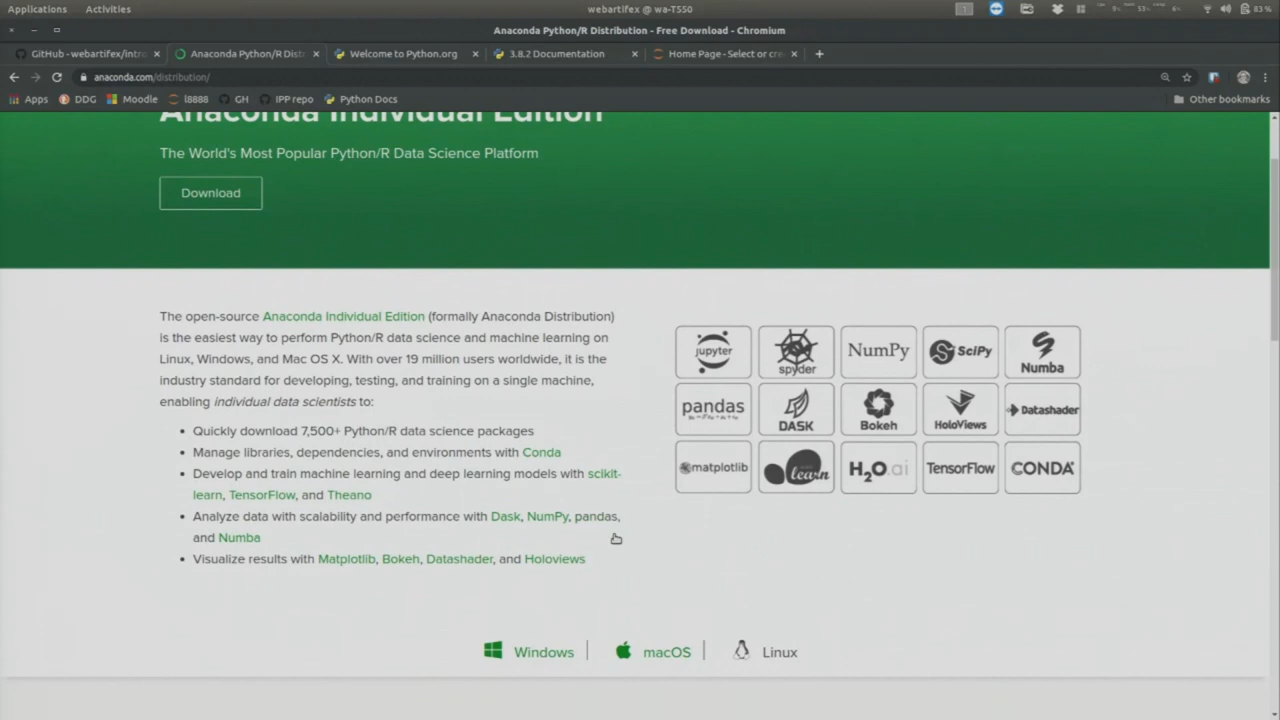 Applications Activities webartifex @ wa-T550 83 %
Anaconda Python/R Distribution - Free Download - Chromium
GitHub - webartifex/intro Anaconda Python/R Distr Welcome to Python.org 3.8.2 Documentation Home Page - Select or cre
anaconda.com/distribution/
Apps DDG Moodle l8888 GH IPP repo Python Docs Other bookmarks
Anaconda Individual Edition
The World's Most Popular Python/R Data Science Platform
Download
The open-source Anaconda Individual Edition (formally Anaconda Distribution)
is the easiest way to perform Python/R data science and machine learning on
Linux, Windows, and Mac OS X. With over 19 million users worldwide, it is the
industry standard for developing, testing, and training on a single machine,
enabling individual data scientists to:
Quickly download 7,500+ Python/R data science packages
Manage libraries, dependencies, and environments with Conda
Develop and train machine learning and deep learning models with scikit-
learn, TensorFlow, and Theano
Analyze data with scalability and performance with Dask, NumPy, pandas,
and Numba
Visualize results with Matplotlib, Bokeh, Datashader, and Holoviews
jupyter spyder NumPy SciPy Numba
pandas DASK Bokeh HoloViews Datashader
matplotlib learn H2O.ai TensorFlow CONDA
Windows macOS Linux